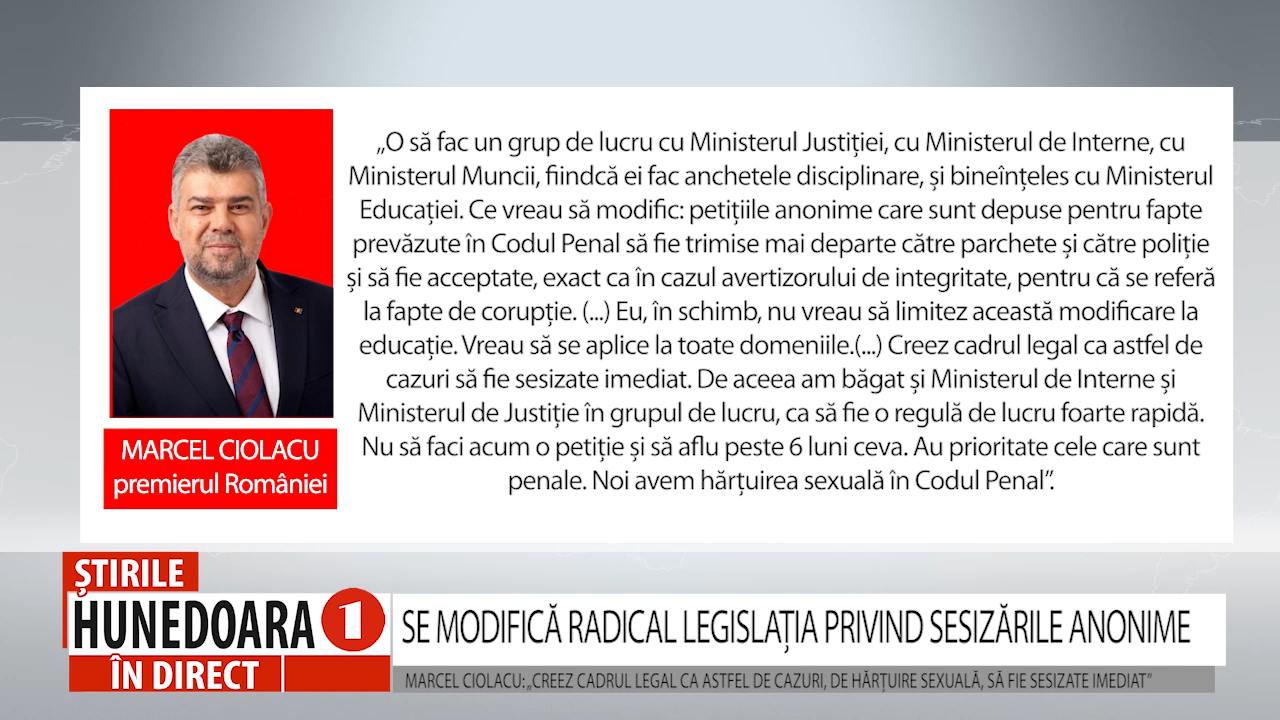 „O să fac un grup de lucru cu Ministerul Justiției, cu Ministerul de Interne, cu
Ministerul Muncii, fiindcă ei fac anchetele disciplinare, și bineînțeles cu Ministerul
Educației. Ce vreau să modific: petițiile anonime care sunt depuse pentru fapte
prevăzute în Codul Penal să fie trimise mai departe către parchete și către poliție
și să fie acceptate, exact ca în cazul avertizorului de integritate, pentru că se referă
la fapte de corupție. (...) Eu, în schimb, nu vreau să limitez această modificare la
educație. Vreau să se aplice la toate domeniile.(...) Creez cadrul legal ca astfel de
cazuri să fie sesizate imediat. De aceea am băgat și Ministerul de Interne și
Ministerul de Justiție în grupul de lucru, ca să fie o regulă de lucru foarte rapidă.
Nu să faci acum o petiție și să aflu peste 6 luni ceva. Au prioritate cele care sunt
penale. Noi avem hărțuirea sexuală în Codul Penal”.
MARCEL CIOLACU
premierul României
ȘTIRILE
HUNEDOARA 1
ÎN DIRECT
SE MODIFICĂ RADICAL LEGISLAȚIA PRIVIND SESIZĂRILE ANONIME
MARCEL CIOLACU:„CREEZ CADRUL LEGAL CA ASTFEL DE CAZURI, DE HĂRȚUIRE SEXUALĂ, SĂ FIE SESIZATE IMEDIAT”